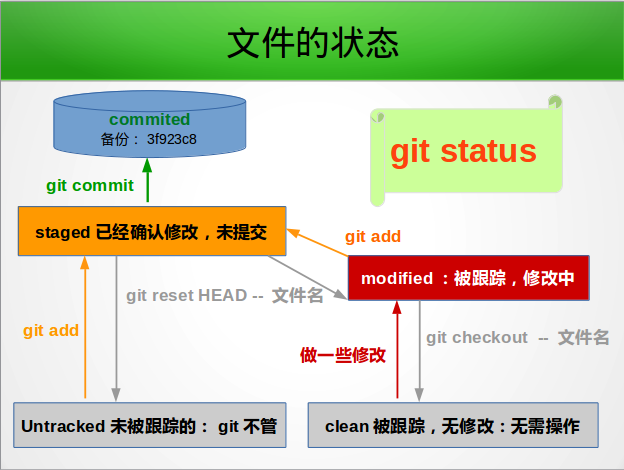 文件的状态
commited
备份： 3f923c8
git status
git commit
staged 已经确认修改，未提交
git add
modified ：被跟踪，修改中
git reset HEAD -- 文件名
git add
git checkout -- 文件名
做一些修改
Untracked 未被跟踪的： git 不管
clean 被跟踪，无修改：无需操作